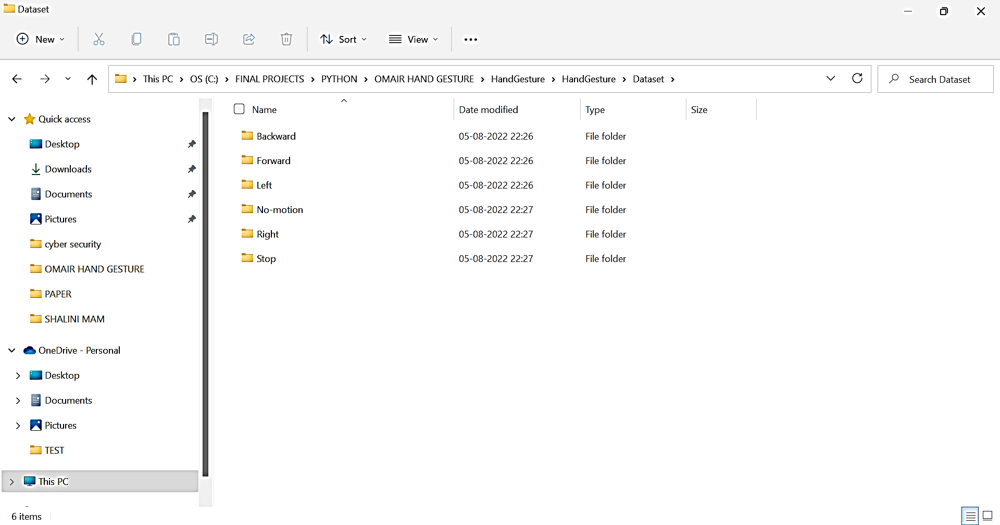 Dataset
New Sort View
This PC OS (C:) FINAL PROJECTS PYTHON OMAIR HAND GESTURE HandGesture HandGesture Dataset Search Dataset
Name Date modified Type Size
Quick access
Desktop
Downloads
Documents
Pictures
cyber security
OMAIR HAND GESTURE
PAPER
SHALINI MAM
OneDrive - Personal
Desktop
Documents
Pictures
TEST
This PC
Backward 05-08-2022 22:26 File folder
Forward 05-08-2022 22:26 File folder
Left 05-08-2022 22:26 File folder
No-motion 05-08-2022 22:27 File folder
Right 05-08-2022 22:27 File folder
Stop 05-08-2022 22:27 File folder
6 items